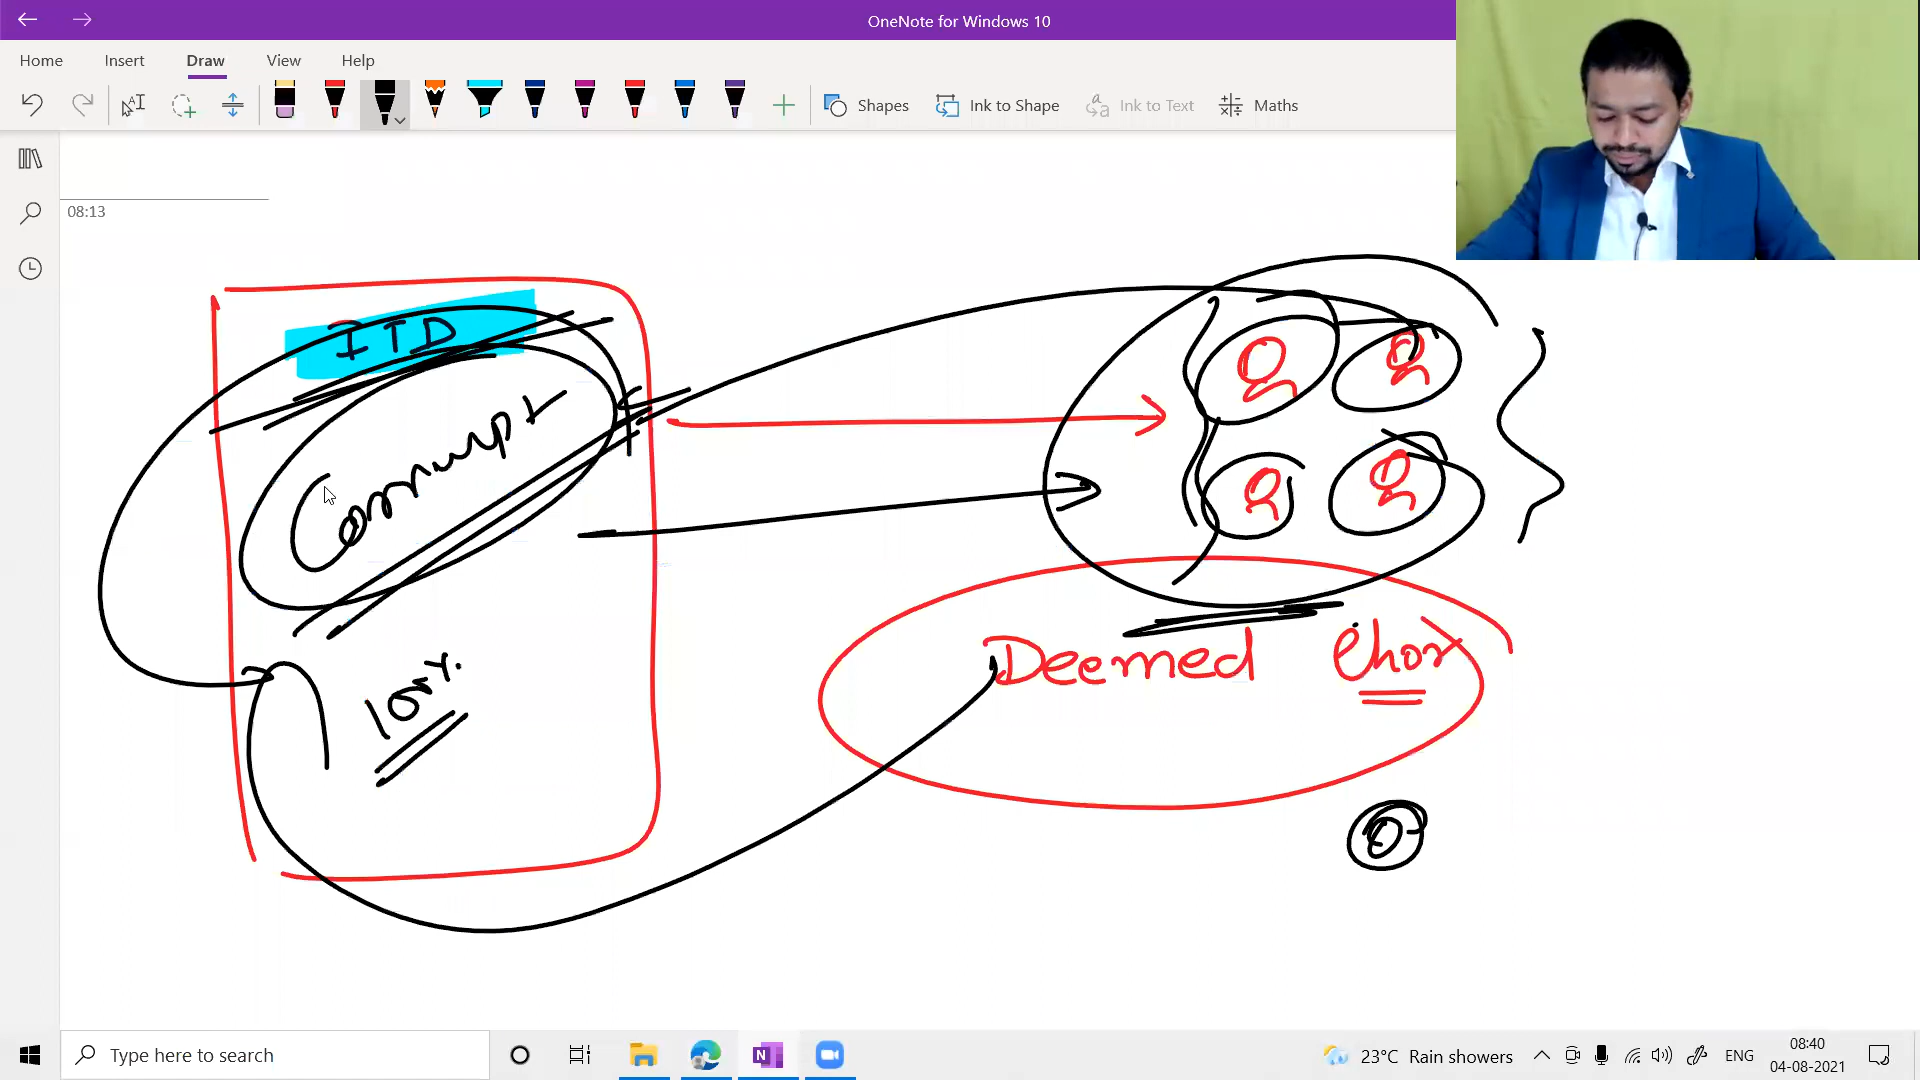 OneNote for Windows 10
Home Insert Draw View Help
Shapes Ink to Shape Ink to Text Maths
08:13
ITD
Corrupt
100%
Deemed Chor
Type here to search
N
23°C Rain showers ENG 08:40
04-08-2021